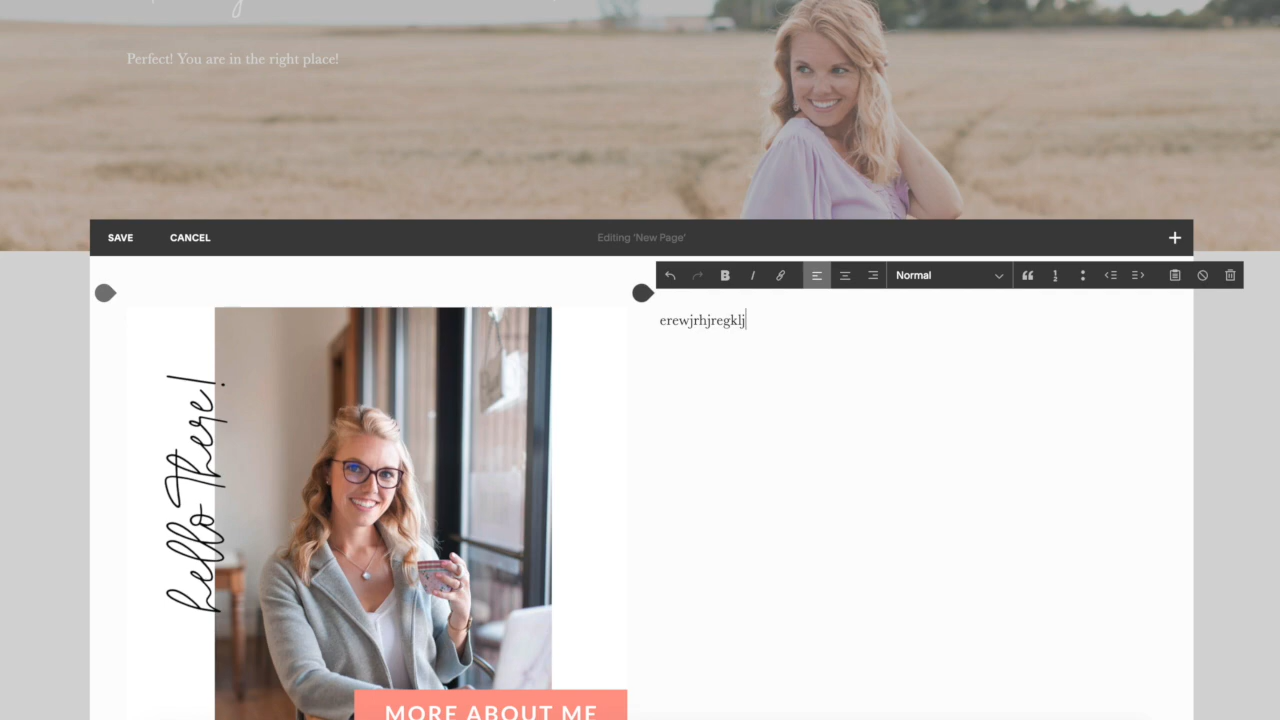 Perfect! You are in the right place!
SAVE CANCEL Editing 'New Page' +
B I Normal
erewjrhjregklj
hello There!
MORE ABOUT ME